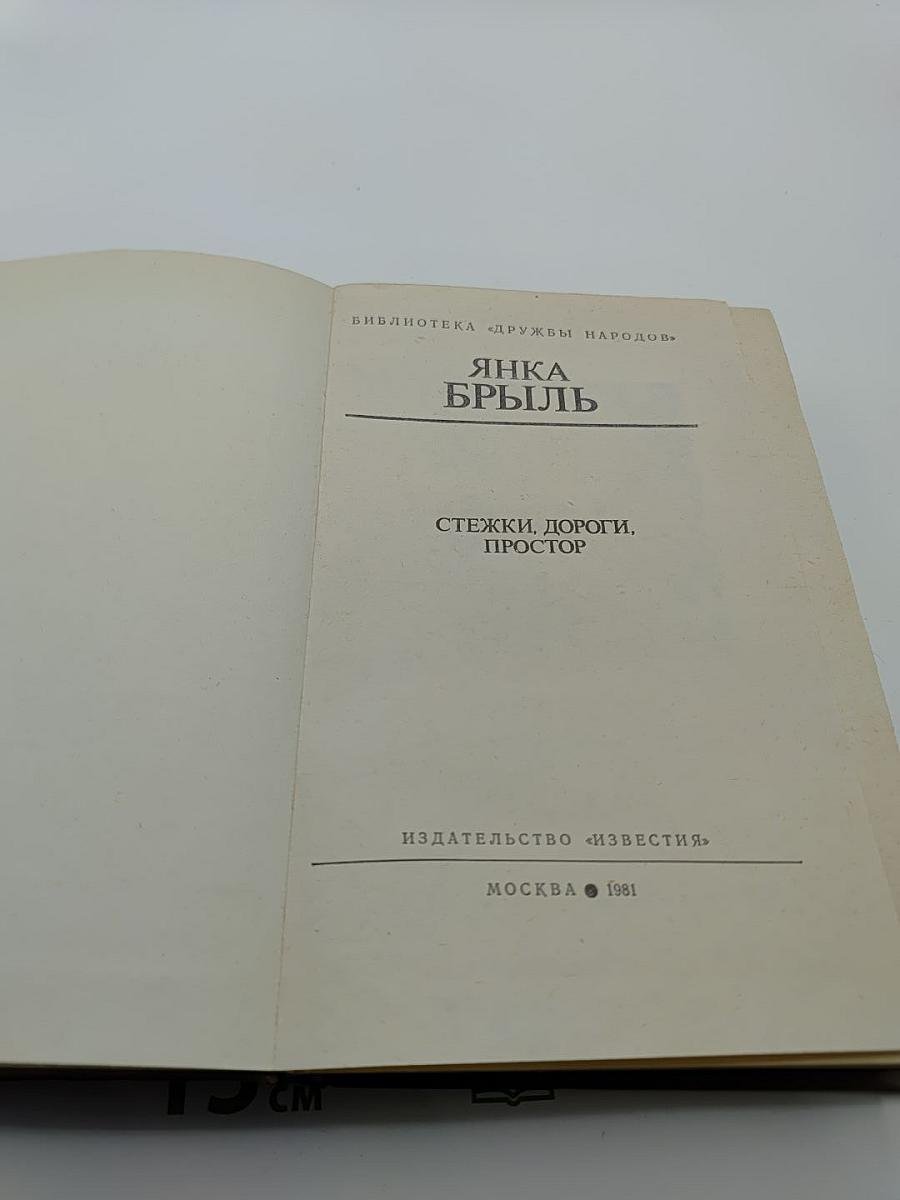 БИБЛИОТЕКА «ДРУЖБЫ НАРОДОВ»
ЯНКА
БРЫЛЬ
СТЕЖКИ, ДОРОГИ,
ПРОСТОР
ИЗДАТЕЛЬСТВО «ИЗВЕСТИЯ»
МОСКВА ● 1981
СМ